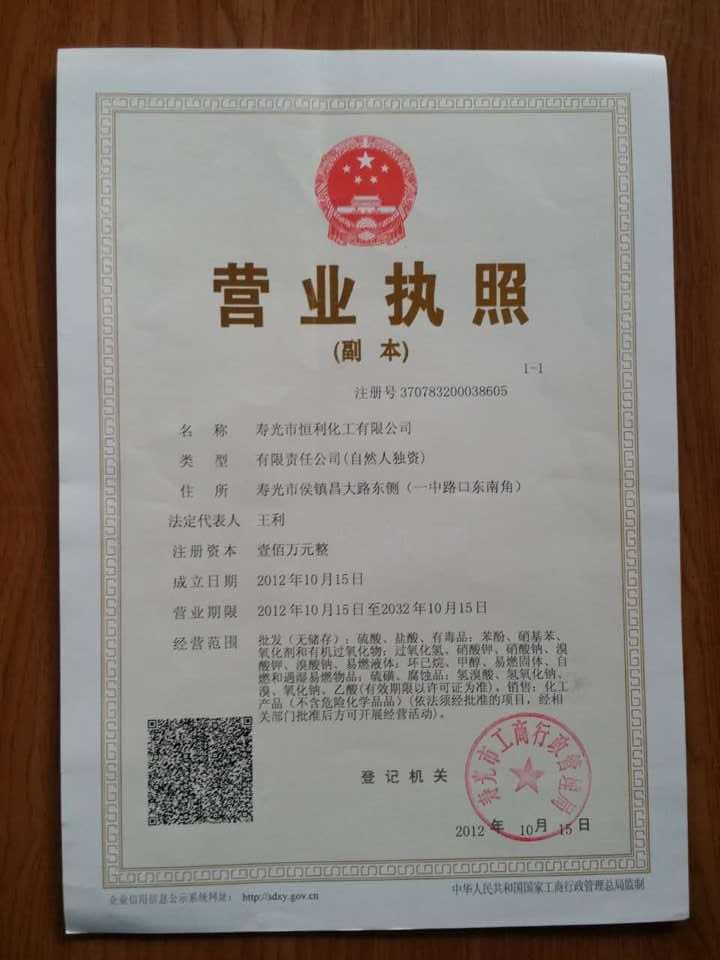 营业执照
(副 本)
1-1
注册号 370783200038605
名 称 寿光市恒利化工有限公司
类 型 有限责任公司(自然人独资)
住 所 寿光市侯镇昌大路东侧（一中路口东南角）
法定代表人 王利
注册资本 壹佰万元整
成立日期 2012年10月15日
营业期限 2012年10月15日至2032年10月15日
经营范围 批发（无储存）：硫酸、盐酸、有毒品：苯酚、硝基苯、
氧化剂和有机过氧化物：过氧化氢、硝酸钾、硝酸钠、溴
酸钾、溴酸钠、易燃液体：环已烷、甲醇、易燃固体、自
燃和遇湿易燃物品：硫磺、腐蚀品：氢溴酸、氢氧化钠、
溴、氧化钠、乙酸(有效期限以许可证为准)。销售：化工
产品（不含危险化学品品）(依法须经批准的项目，经相
关部门批准后方可开展经营活动)。
登记机关
寿光市工商行政管理局
2012 年 10月 15日
企业信用信息公示系统网址： http://sdxy.gov.cn
中华人民共和国国家工商行政管理总局监制